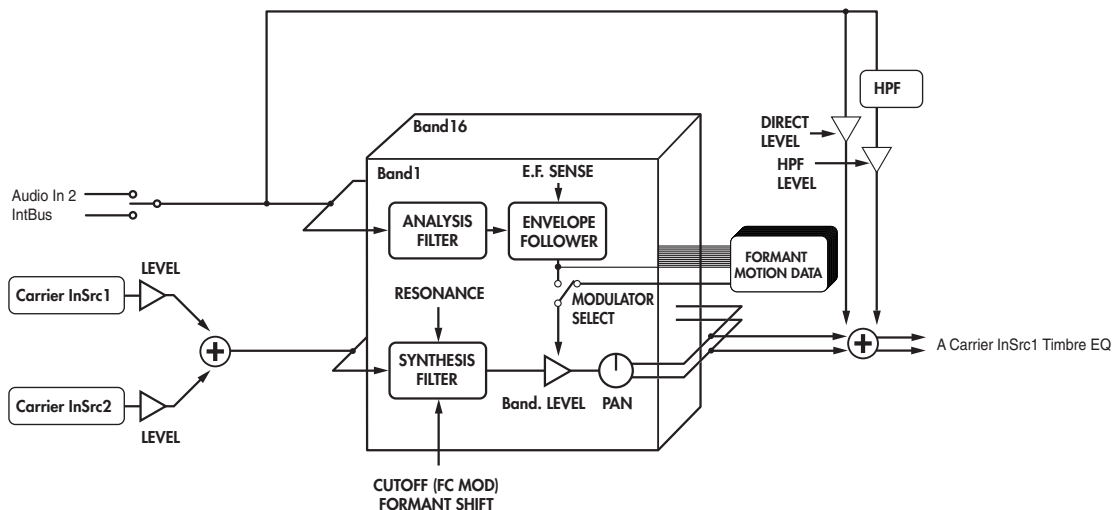 HPF
DIRECT
LEVEL
HPF
LEVEL
Band16
Band1
E.F. SENSE
Audio In 2
IntBus
ANALYSIS
FILTER
ENVELOPE
FOLLOWER
FORMANT
MOTION DATA
LEVEL
Carrier InSrc1
RESONANCE
MODULATOR
SELECT
SYNTHESIS
FILTER
A Carrier InSrc1 Timbre EQ
Carrier InSrc2
LEVEL
Band. LEVEL
PAN
CUTOFF (FC MOD)
FORMANT SHIFT